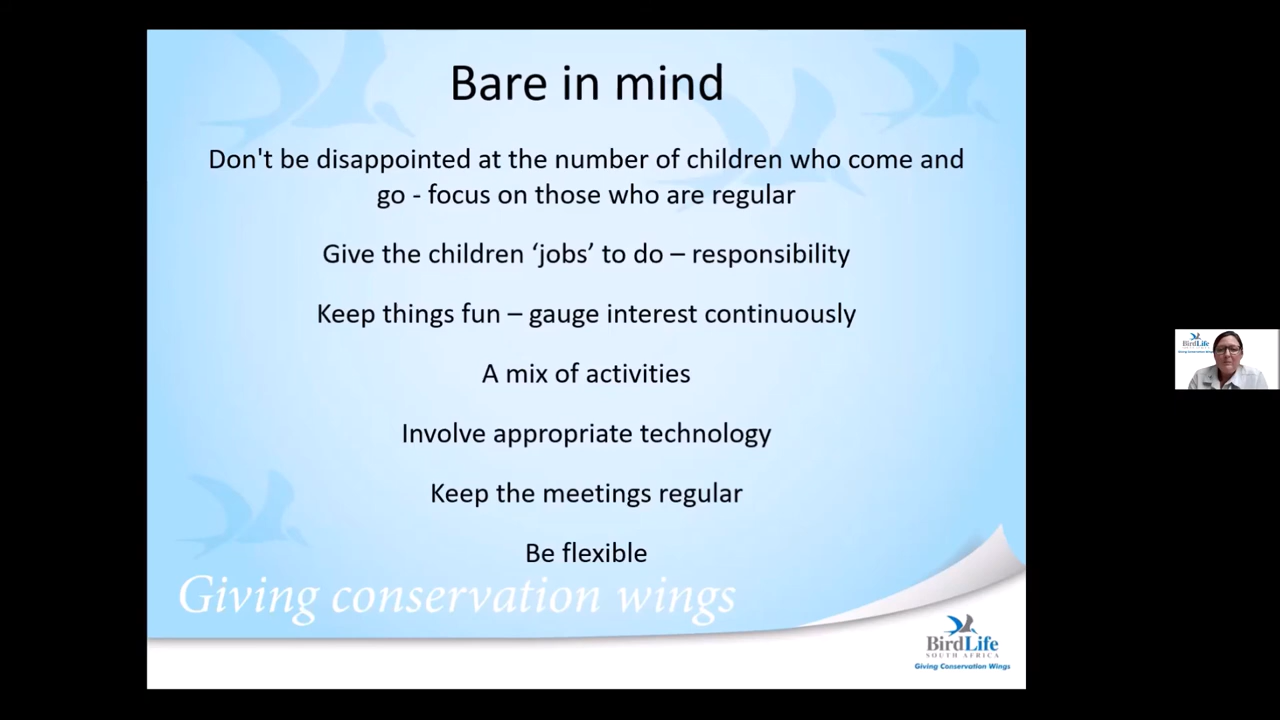 Bare in mind
Don't be disappointed at the number of children who come and
go - focus on those who are regular
Give the children ‘jobs’ to do – responsibility
Keep things fun – gauge interest continuously
A mix of activities
Involve appropriate technology
Keep the meetings regular
Be flexible
Giving conservation wings
BirdLife
SOUTH AFRICA
Giving Conservation Wings
BirdLife